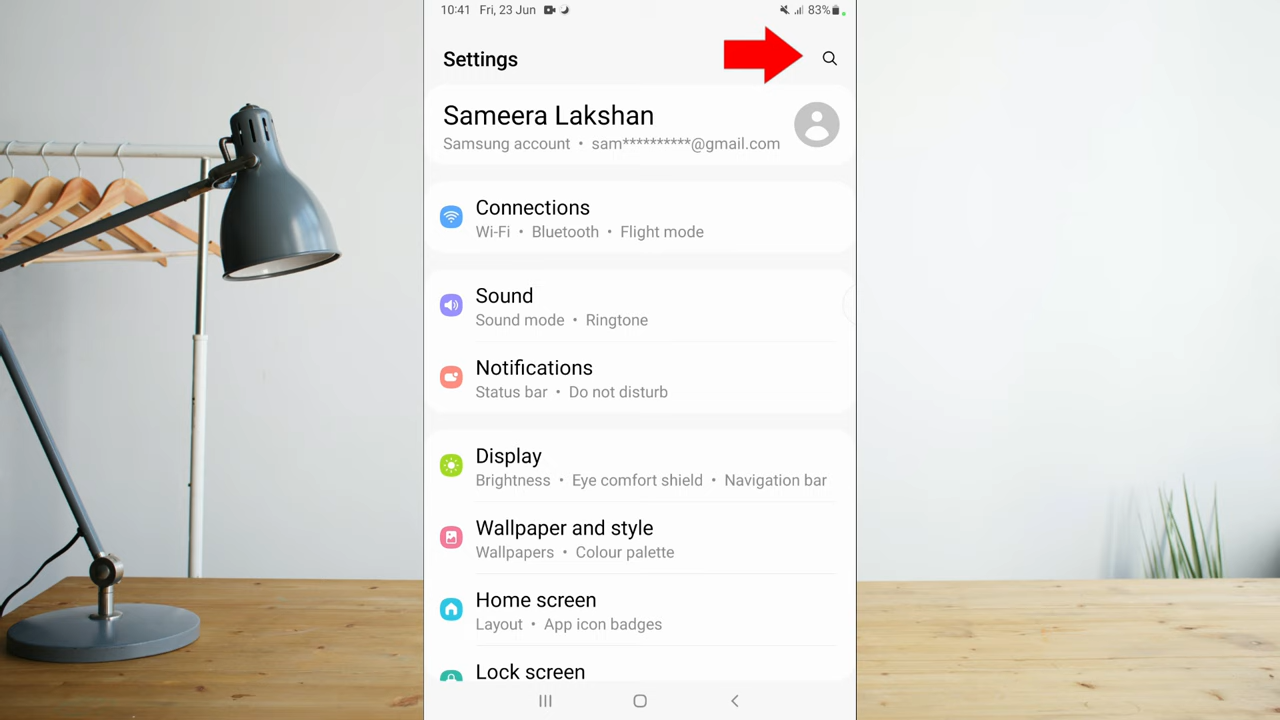 10:41 Fri, 23 Jun 83%
Settings
Sameera Lakshan
Samsung account • sam**********@gmail.com
Connections
Wi-Fi • Bluetooth • Flight mode
Sound
Sound mode • Ringtone
Notifications
Status bar • Do not disturb
Display
Brightness • Eye comfort shield • Navigation bar
Wallpaper and style
Wallpapers • Colour palette
Home screen
Layout • App icon badges
Lock screen